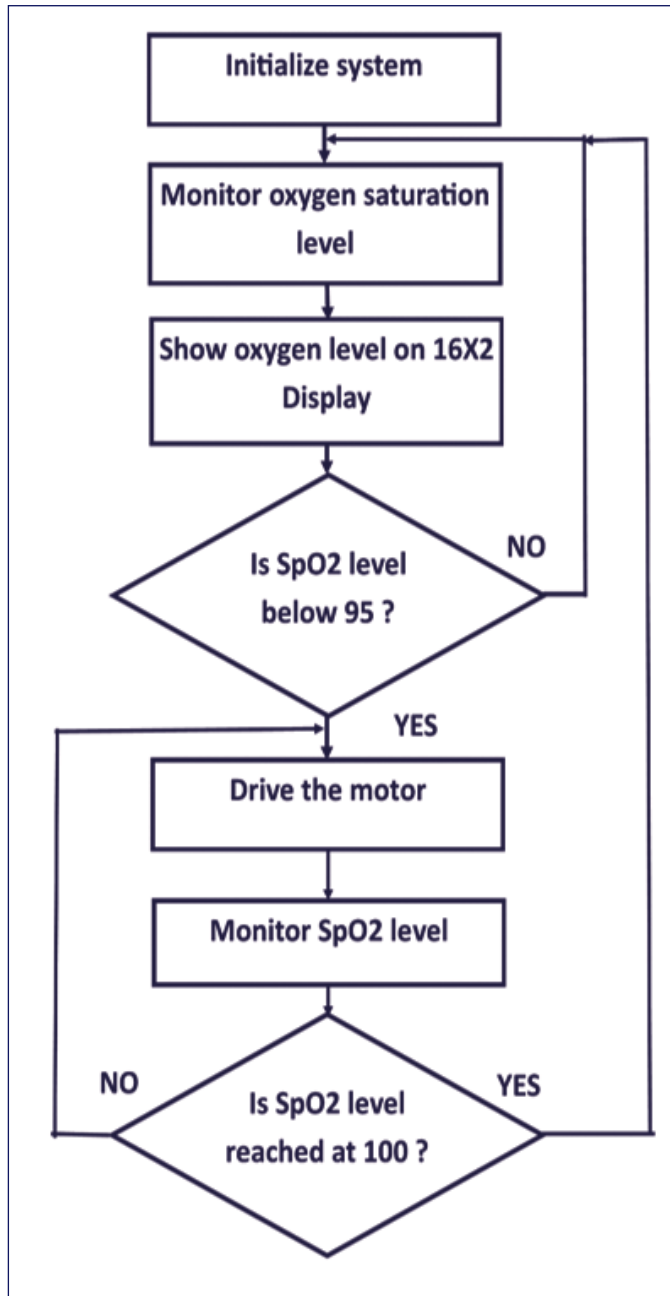 Initialize system
Monitor oxygen saturation
level
Show oxygen level on 16X2
Display
Is SpO2 level
below 95 ?
NO
YES
Drive the motor
Monitor SpO2 level
Is SpO2 level
reached at 100 ?
NO
YES